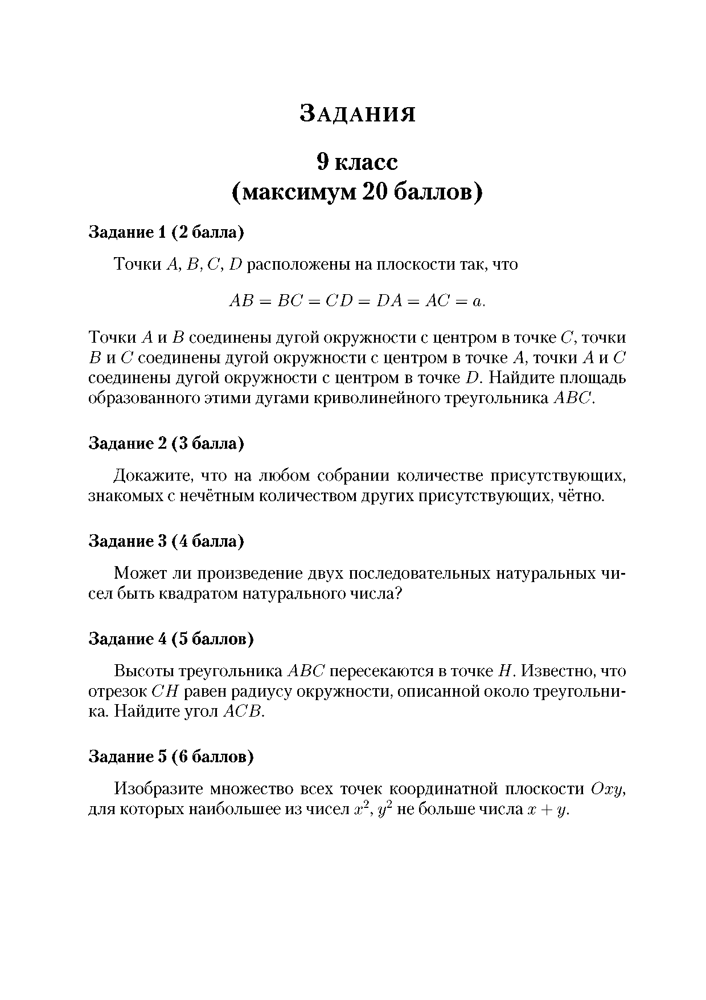 ЗАДАНИЯ
9 класс
(максимум 20 баллов)
Задание 1 (2 балла)
Точки A, B, C, D расположены на плоскости так, что
AB = BC = CD = DA = AC = a.
Точки A и B соединены дугой окружности с центром в точке C, точки
B и C соединены дугой окружности с центром в точке A, точки A и C
соединены дугой окружности с центром в точке D. Найдите площадь
образованного этими дугами криволинейного треугольника ABC.
Задание 2 (3 балла)
Докажите, что на любом собрании количестве присутствующих,
знакомых с нечётным количеством других присутствующих, чётно.
Задание 3 (4 балла)
Может ли произведение двух последовательных натуральных чи-
сел быть квадратом натурального числа?
Задание 4 (5 баллов)
Высоты треугольника ABC пересекаются в точке H. Известно, что
отрезок CH равен радиусу окружности, описанной около треугольни-
ка. Найдите угол ACB.
Задание 5 (6 баллов)
Изобразите множество всех точек координатной плоскости Oxy,
для которых наибольшее из чисел x², y² не больше числа x + y.